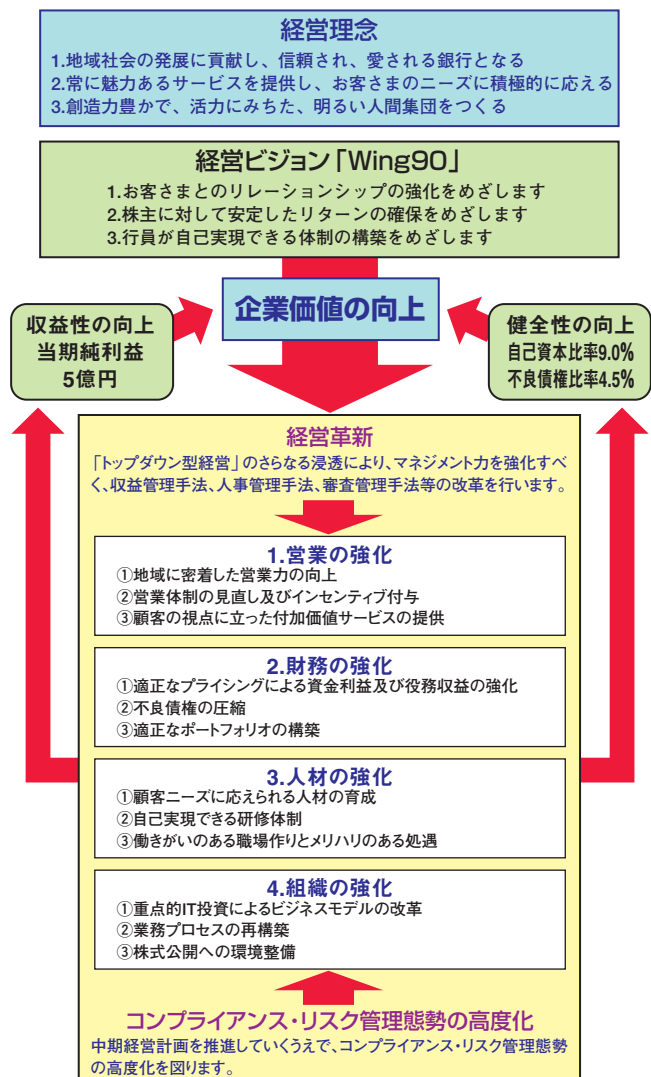 経営理念
1.地域社会の発展に貢献し、信頼され、愛される銀行となる
2.常に魅力あるサービスを提供し、お客さまのニーズに積極的に応える
3.創造力豊かで、活力にみちた、明るい人間集団をつくる
経営ビジョン「Wing90」
1.お客さまとのリレーションシップの強化をめざします
2.株主に対して安定したリターンの確保をめざします
3.行員が自己実現できる体制の構築をめざします
企業価値の向上
収益性の向上
当期純利益
5億円
健全性の向上
自己資本比率9.0%
不良債権比率4.5%
経営革新
「トップダウン型経営」のさらなる浸透により、マネジメント力を強化すべ
く、収益管理手法、人事管理手法、審査管理手法等の改革を行います。
1.営業の強化
①地域に密着した営業力の向上
②営業体制の見直し及びインセンティブ付与
③顧客の視点に立った付加価値サービスの提供
2.財務の強化
①適正なプライシングによる資金利益及び役務収益の強化
②不良債権の圧縮
③適正なポートフォリオの構築
3.人材の強化
①顧客ニーズに応えられる人材の育成
②自己実現できる研修体制
③働きがいのある職場作りとメリハリのある処遇
4.組織の強化
①重点的IT投資によるビジネスモデルの改革
②業務プロセスの再構築
③株式公開への環境整備
コンプライアンス・リスク管理態勢の高度化
中期経営計画を推進していくうえで、コンプライアンス・リスク管理態勢
の高度化を図ります。